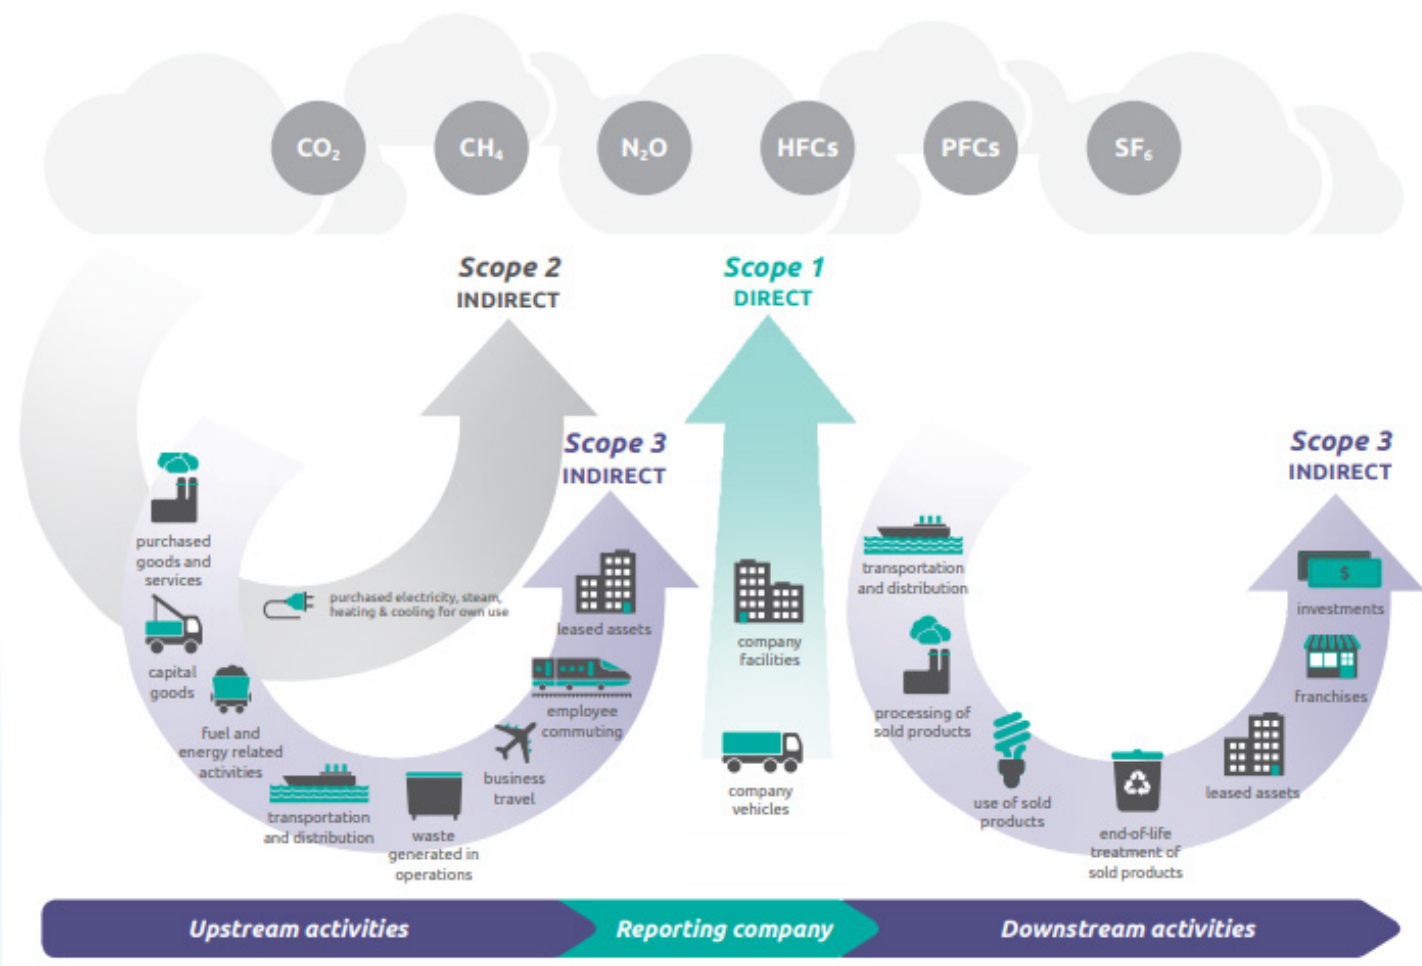 CO₂
CH₄
N₂O
HFCs
PFCs
SF₆
Scope 2
INDIRECT
Scope 1
DIRECT
Scope 3
INDIRECT
Scope 3
INDIRECT
purchased
goods and
services
capital
goods
fuel and
energy related
activities
transportation
and distribution
waste
generated in
operations
business
travel
employee
commuting
leased assets
purchased electricity, steam,
heating & cooling for own use
company
facilities
company
vehicles
transportation
and distribution
processing of
sold products
use of sold
products
end-of-life
treatment of
sold products
leased assets
franchises
$
investments
Upstream activities
Reporting company
Downstream activities